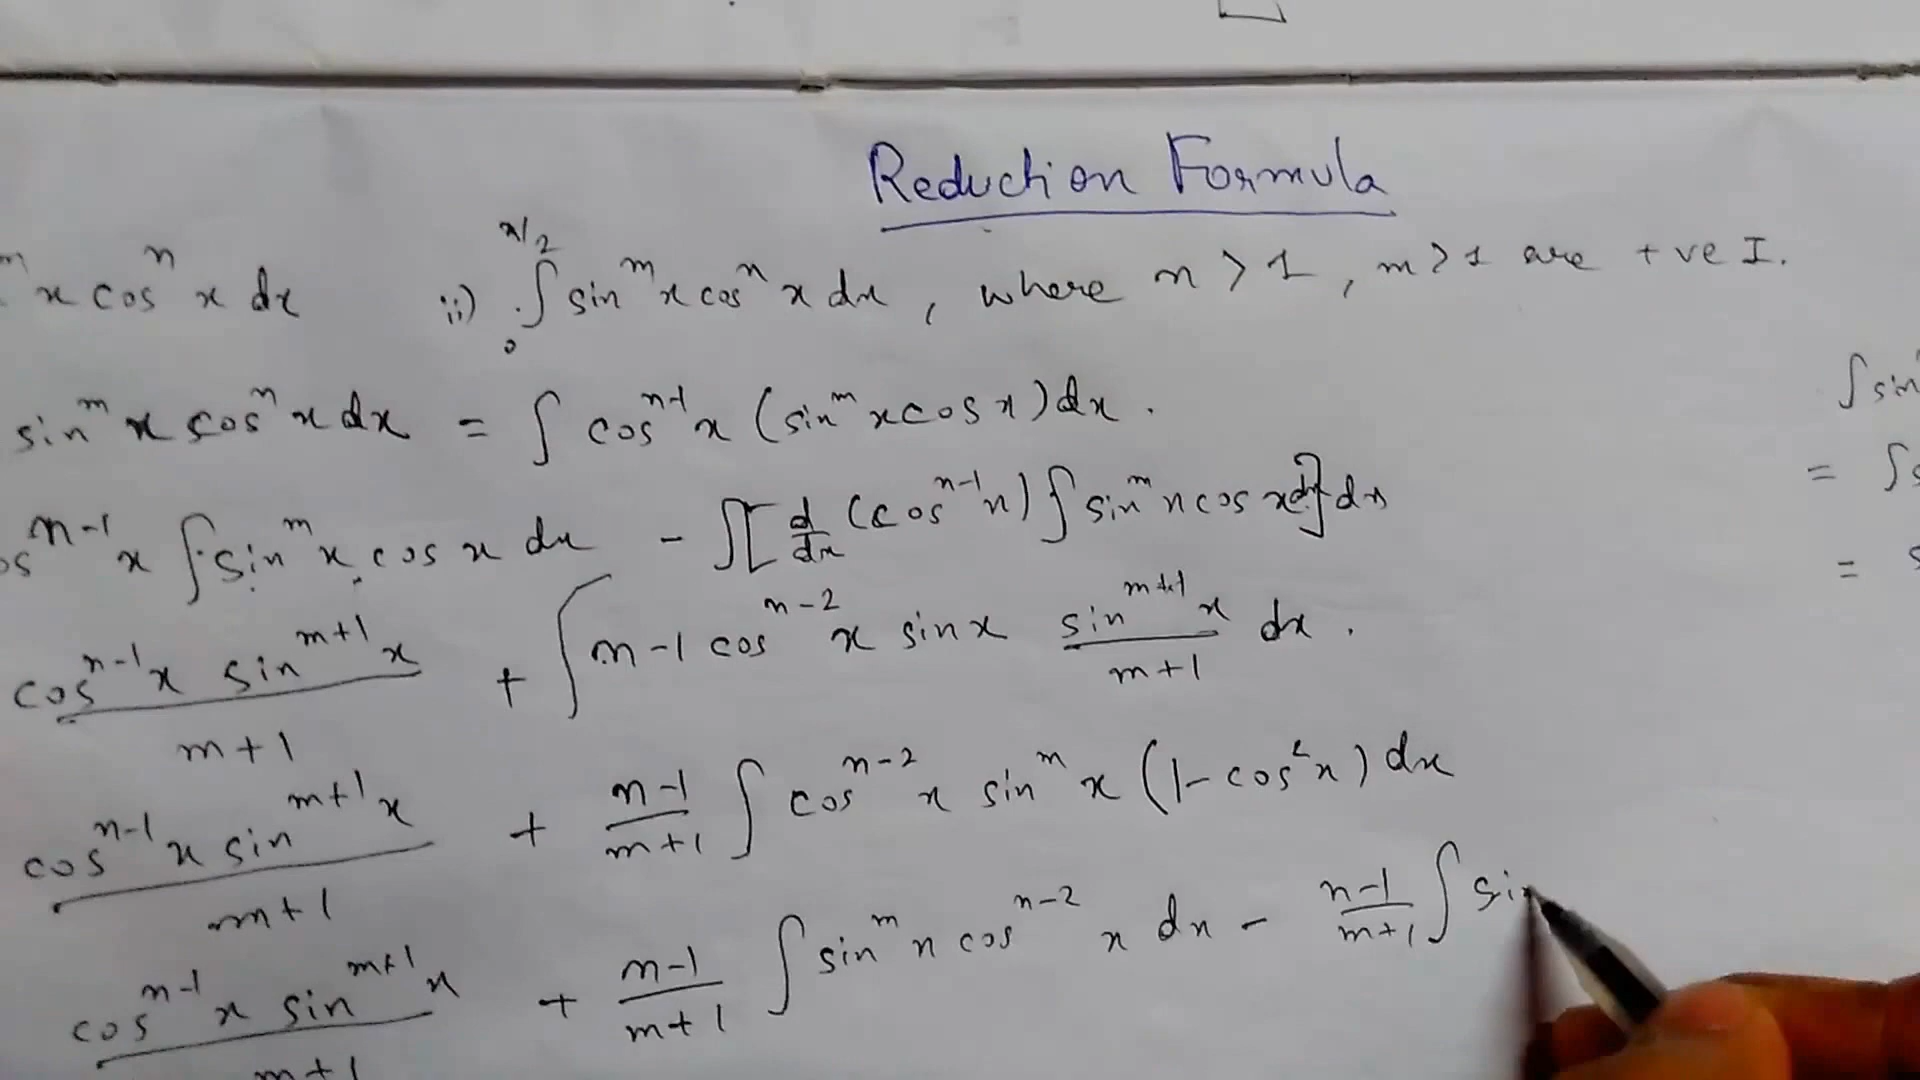 Reduction Formula
m x cos^n x dx   ii) ∫_0^{π/2} sin^m x cos^n x dx , where n > 1 , m > 1 are +ve I.
sin^m x cos^n x dx = ∫ cos^{n-1} x (sin^m x cos x) dx .
os^{n-1} x ∫ sin^m x cos x dx - ∫[ d/dx (cos^{n-1} x) ∫ sin^m x cos x dx } dx
cos^{n-1} x sin^{m+1} x / m+1 + ∫ n-1 cos^{n-2} x sin x sin^{m+1} x / m+1 dx .
cos^{n-1} x sin^{m+1} x / m+1 + n-1 / m+1 ∫ cos^{n-2} x sin^m x (1 - cos^2 x) dx
cos^{n-1} x sin^{m+1} x / m+1 + n-1 / m+1 ∫ sin^m x cos^{n-2} x dx - n-1 / m+1 ∫ sin
∫ sin
= ∫ s
= s